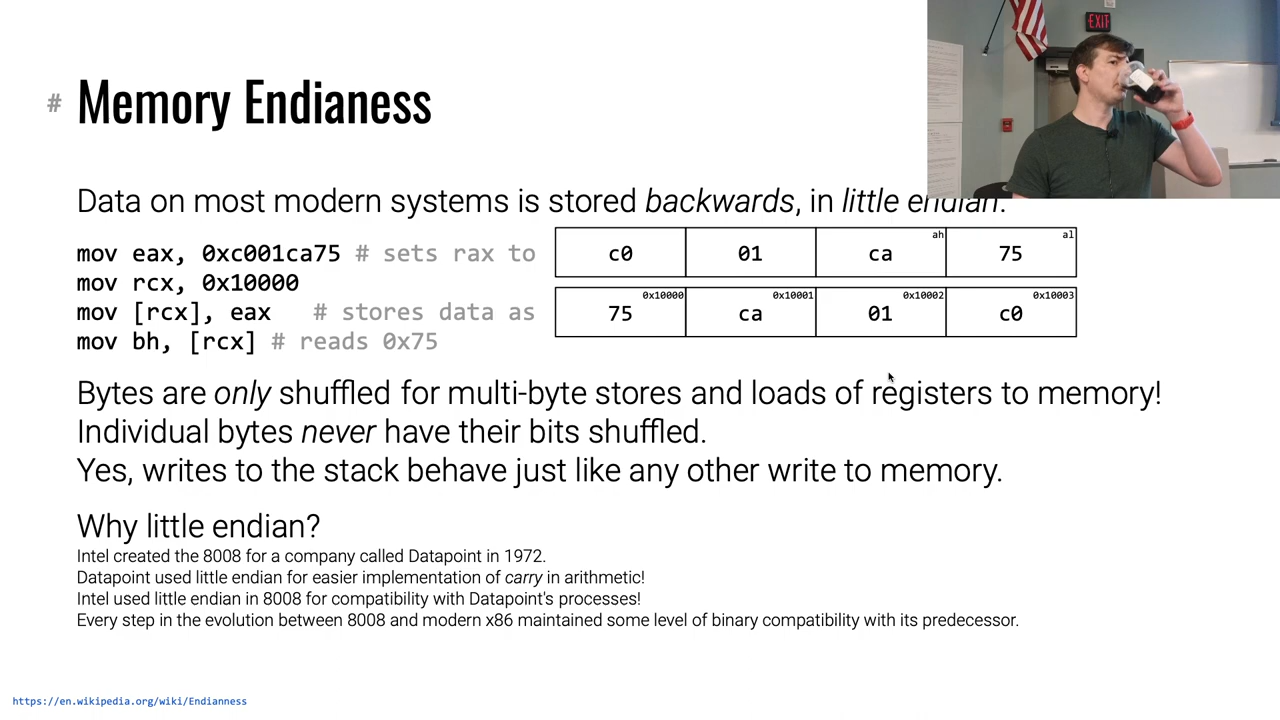 EXIT
# Memory Endianess
Data on most modern systems is stored backwards, in little endian.
mov eax, 0xc001ca75 # sets rax to
c0 01 ca ah 75 al
mov rcx, 0x10000
mov [rcx], eax # stores data as
75 0x10000 ca 0x10001 01 0x10002 c0 0x10003
mov bh, [rcx] # reads 0x75
Bytes are only shuffled for multi-byte stores and loads of registers to memory!
Individual bytes never have their bits shuffled.
Yes, writes to the stack behave just like any other write to memory.
Why little endian?
Intel created the 8008 for a company called Datapoint in 1972.
Datapoint used little endian for easier implementation of carry in arithmetic!
Intel used little endian in 8008 for compatibility with Datapoint's processes!
Every step in the evolution between 8008 and modern x86 maintained some level of binary compatibility with its predecessor.
https://en.wikipedia.org/wiki/Endianness